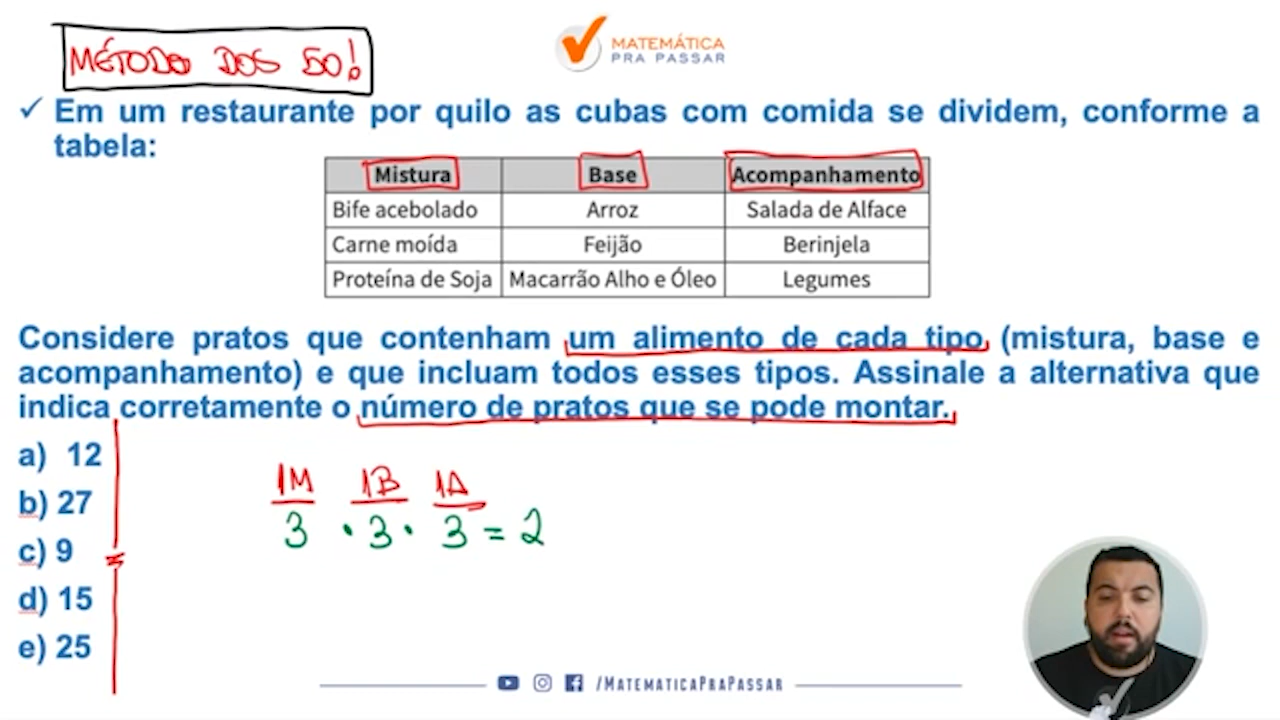 MÉTODO DOS 50!
MATEMÁTICA
PRA PASSAR
✓ Em um restaurante por quilo as cubas com comida se dividem, conforme a
tabela:
Mistura Base Acompanhamento
Bife acebolado Arroz Salada de Alface
Carne moída Feijão Berinjela
Proteína de Soja Macarrão Alho e Óleo Legumes
Considere pratos que contenham um alimento de cada tipo (mistura, base e
acompanhamento) e que incluam todos esses tipos. Assinale a alternativa que
indica corretamente o número de pratos que se pode montar.
a) 12
b) 27
c) 9
d) 15
e) 25
1M 1B 1A
3 · 3 · 3 = 2
/MatematicaPraPassar